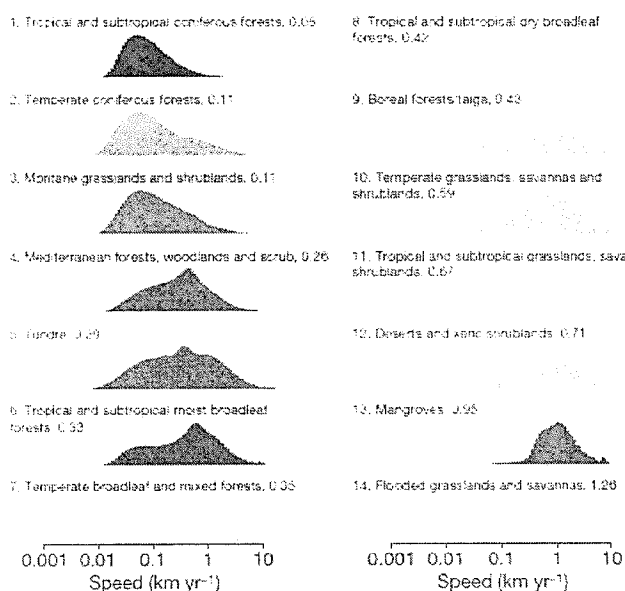 1. Tropical and subtropical coniferous forests, 0.08
2. Temperate coniferous forests, 0.11
3. Montane grasslands and shrublands, 0.11
4. Mediterranean forests, woodlands and scrub, 0.26
5. Tundra, 0.29
6. Tropical and subtropical moist broadleaf
forests, 0.33
7. Temperate broadleaf and mixed forests, 0.35
0.001 0.01 0.1 1 10
Speed (km yr⁻¹)
8. Tropical and subtropical dry broadleaf
forests, 0.42
9. Boreal forests/taiga, 0.43
10. Temperate grasslands, savannas and
shrublands, 0.59
11. Tropical and subtropical grasslands, sava
shrublands, 0.67
12. Deserts and xeric shrublands, 0.71
13. Mangroves, 0.95
14. Flooded grasslands and savannas, 1.26
0.001 0.01 0.1 1 10
Speed (km yr⁻¹)